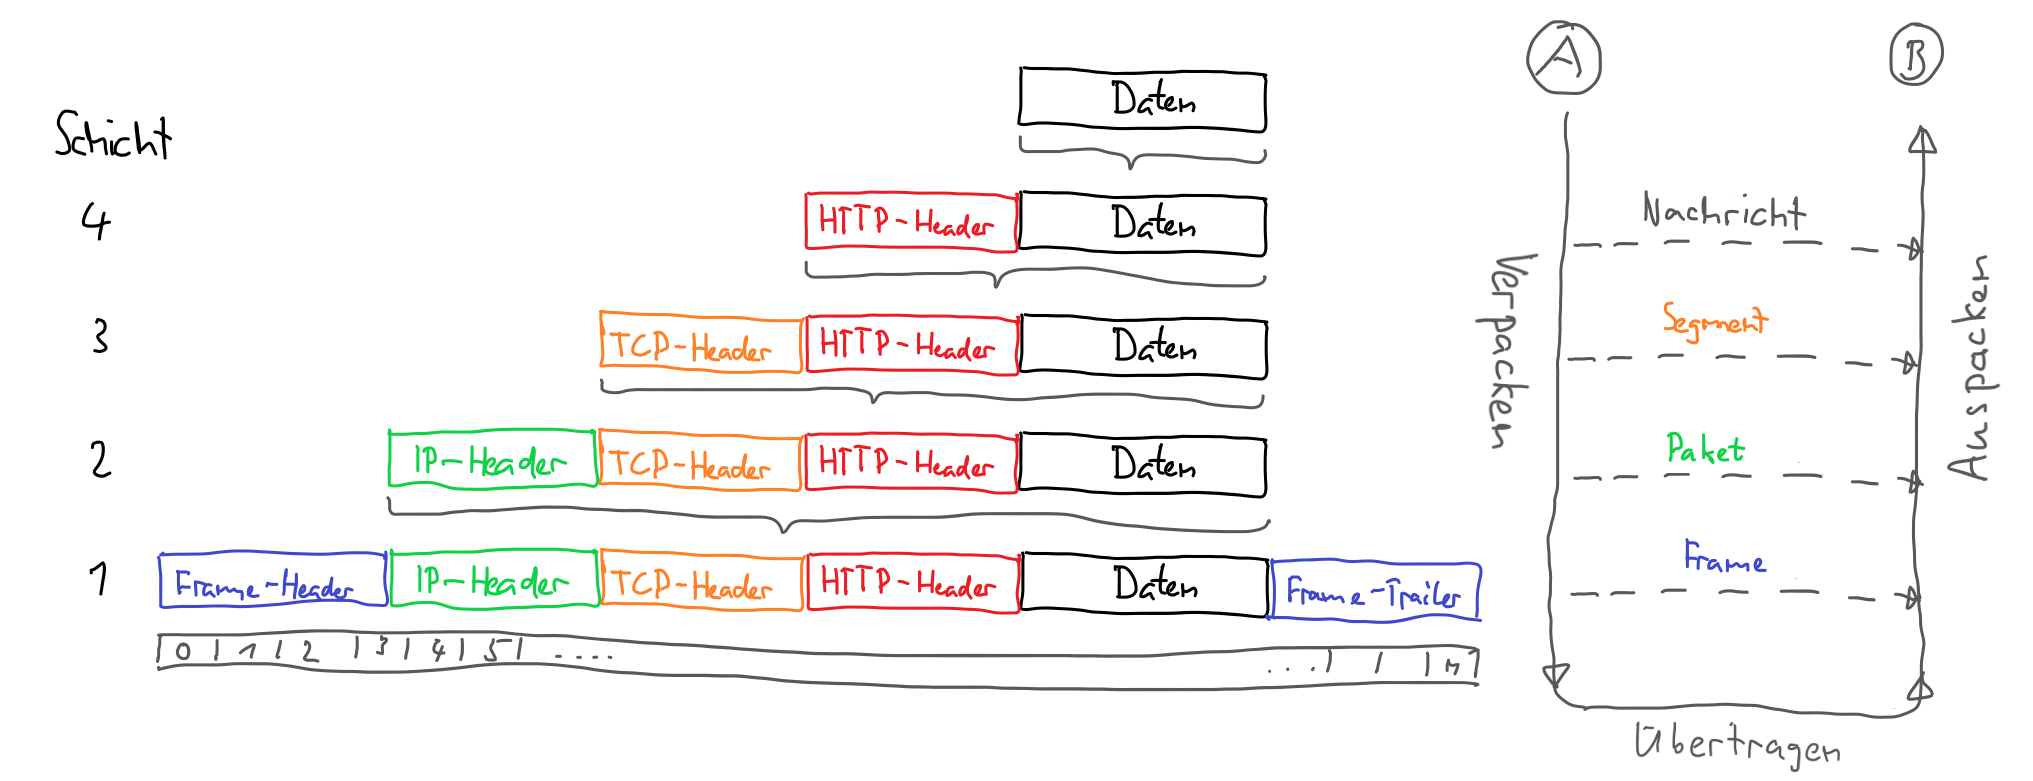 Daten
Schicht
4 HTTP-Header Daten
3 TCP-Header HTTP-Header Daten
2 IP-Header TCP-Header HTTP-Header Daten
1 Frame-Header IP-Header TCP-Header HTTP-Header Daten Frame-Trailer
0 1 2 3 4 5 .... ... n
A B
Verpacken
Nachricht
Segment
Paket
Frame
Auspacken
Übertragen